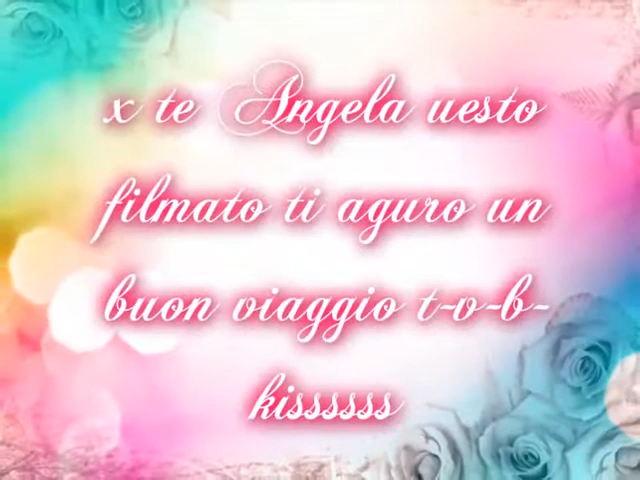 x te Angela uesto
filmato ti aguro un
buon viaggio t-v-b-
kissssss